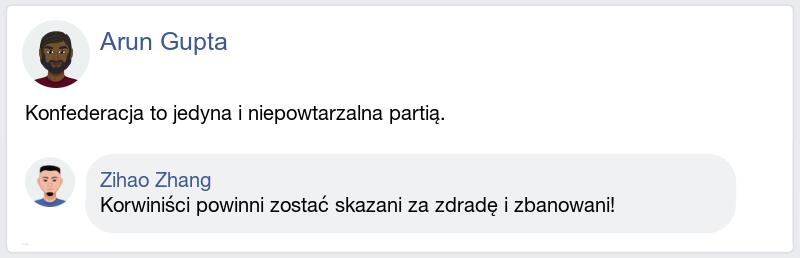 Arun Gupta
Konfederacja to jedyna i niepowtarzalna partią.
Zihao Zhang
Korwiniści powinni zostać skazani za zdradę i zbanowani!